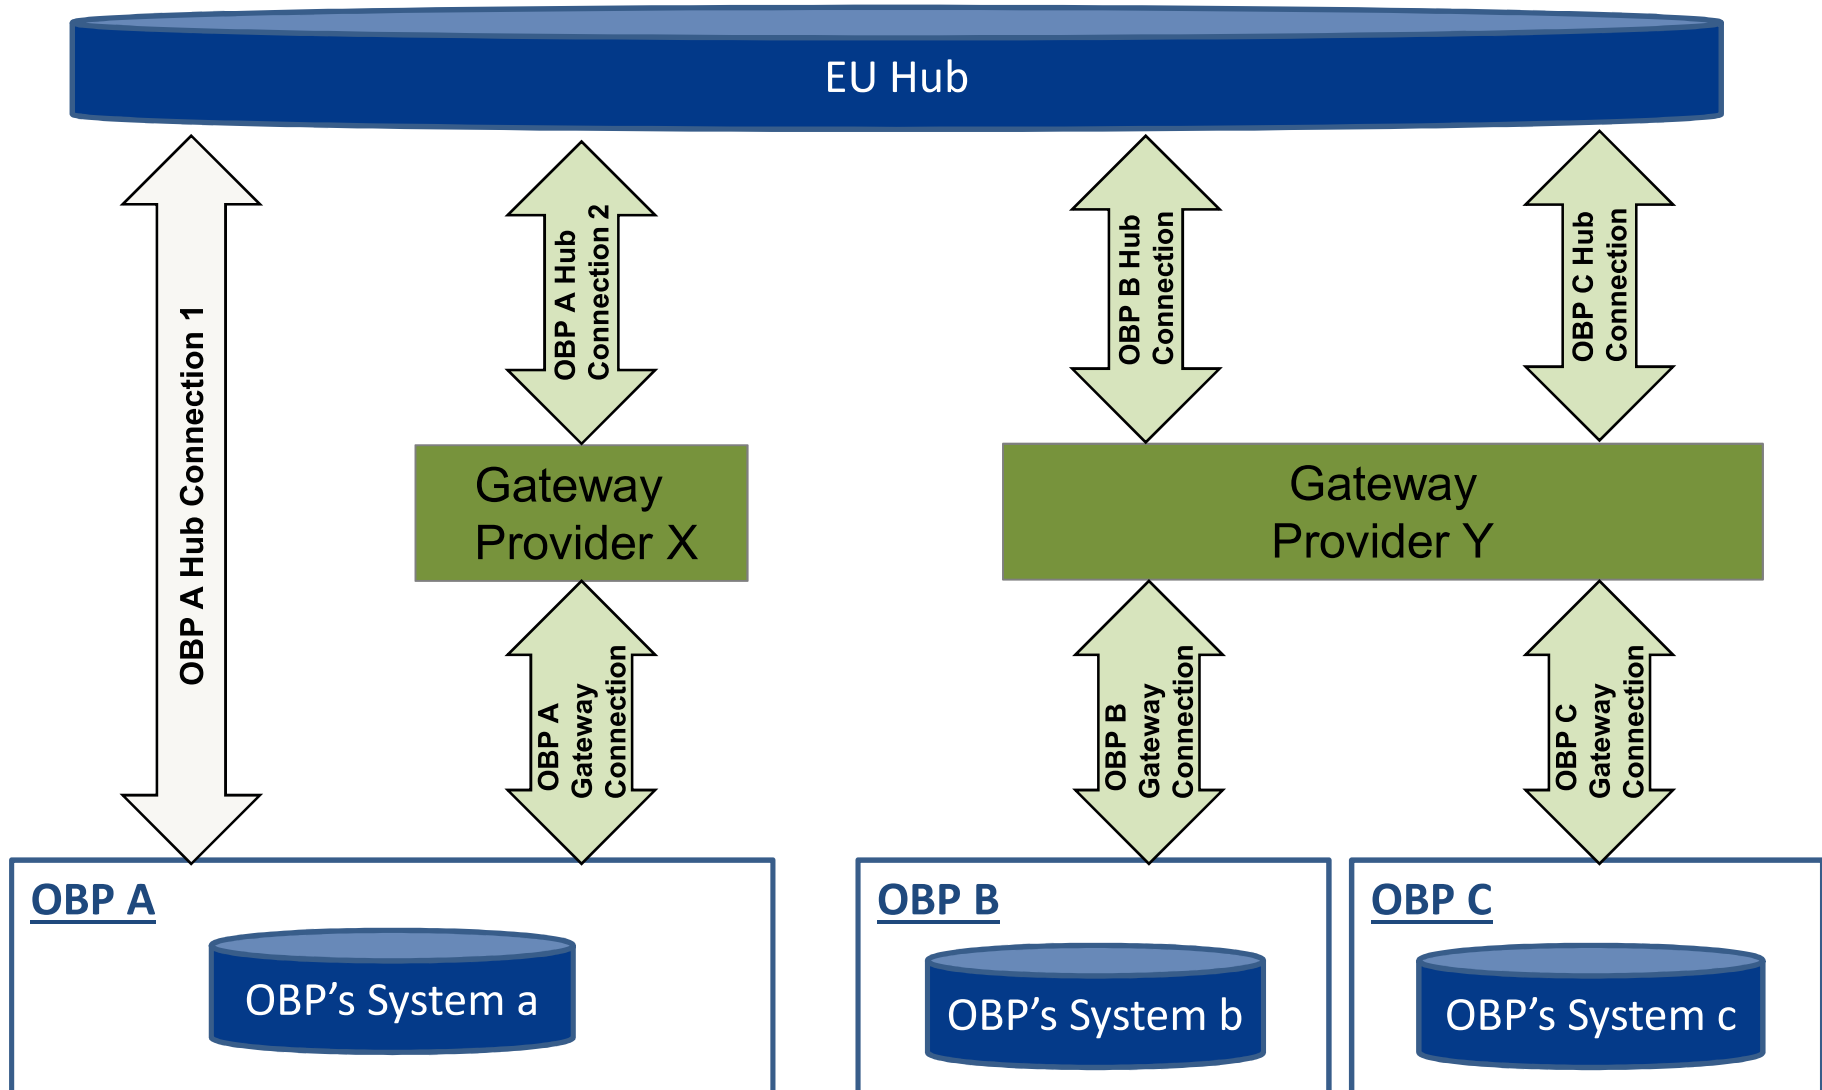 EU Hub
OBP A Hub Connection 1
OBP A Hub
Connection 2
OBP B Hub
Connection
OBP C Hub
Connection
Gateway
Provider X
Gateway
Provider Y
OBP A
Gateway
Connection
OBP B
Gateway
Connection
OBP C
Gateway
Connection
OBP A
OBP's System a
OBP B
OBP's System b
OBP C
OBP's System c